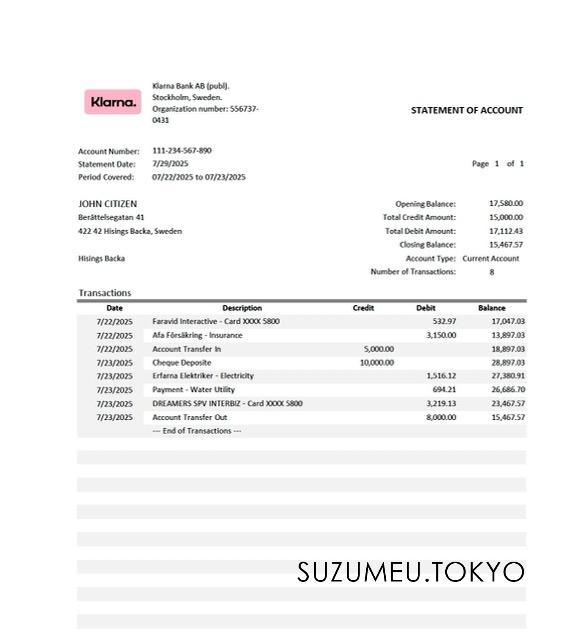 Klarna.
Klarna Bank AB (publ).
Stockholm, Sweden.
Organization number: 556737-
0431
STATEMENT OF ACCOUNT
Account Number: 111-234-567-890
Statement Date: 7/29/2025 Page 1 of 1
Period Covered: 07/22/2025 to 07/23/2025
JOHN CITIZEN Opening Balance: 17,580.00
Beråttelsegatan 41 Total Credit Amount: 15,000.00
422 42 Hisings Backa, Sweden Total Debit Amount: 17,112.43
Closing Balance: 15,467.57
Hisings Backa Account Type: Current Account
Number of Transactions: 8
Transactions
Date Description Credit Debit Balance
7/22/2025 Faravid Interactive - Card XXXX 5800 532.97 17,047.03
7/22/2025 Afa Försäkring - Insurance 3,150.00 13,897.03
7/22/2025 Account Transfer In 5,000.00 18,897.03
7/23/2025 Cheque Deposite 10,000.00 28,897.03
7/23/2025 Erfarna Elektriker - Electricity 1,516.12 27,380.91
7/23/2025 Payment - Water Utility 694.21 26,686.70
7/23/2025 DREAMERS SPV INTERBIZ - Card XXXX 5800 3,219.13 23,467.57
7/23/2025 Account Transfer Out 8,000.00 15,467.57
--- End of Transactions ---
SUZUMEU.TOKYO